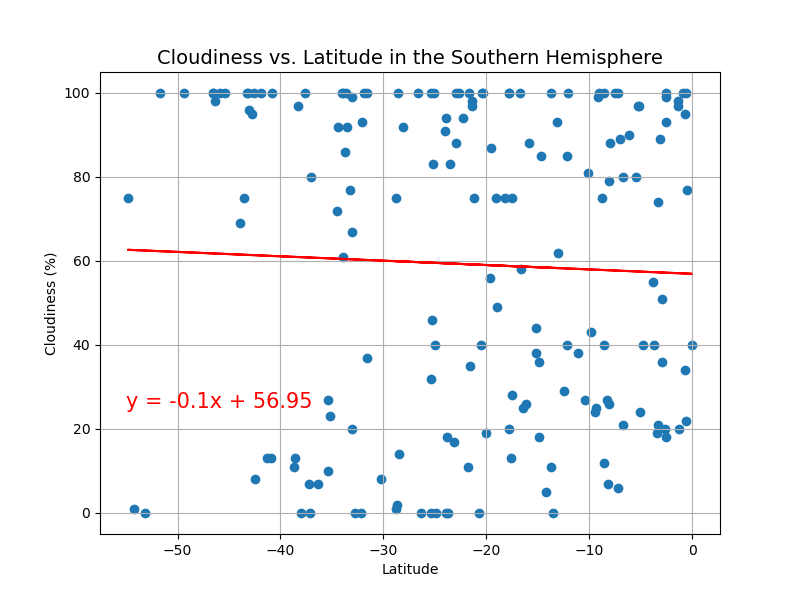 Cloudiness vs. Latitude in the Southern Hemisphere
100
80
60
40
20
0
Cloudiness (%)
y = -0.1x + 56.95
−50 −40 −30 −20 −10 0
Latitude